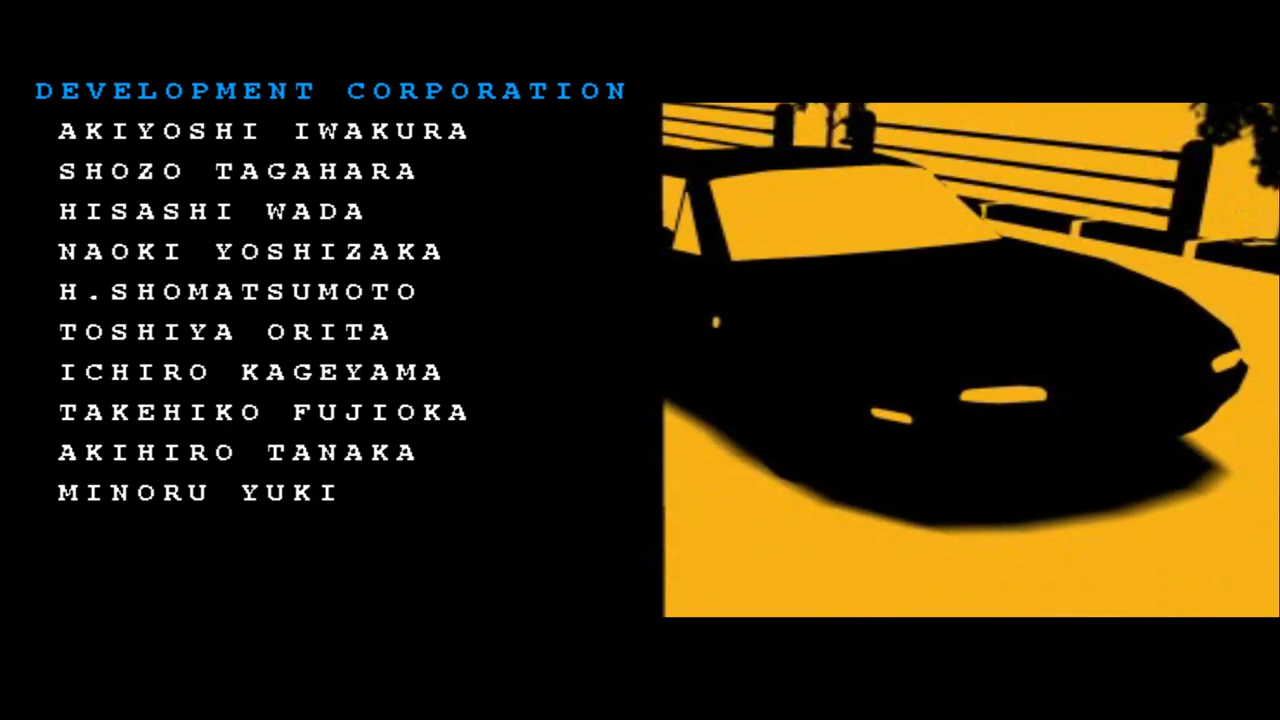 DEVELOPMENT CORPORATION
AKIYOSHI IWAKURA
SHOZO TAGAHARA
HISASHI WADA
NAOKI YOSHIZAKA
H.SHOMATSUMOTO
TOSHIYA ORITA
ICHIRO KAGEYAMA
TAKEHIKO FUJIOKA
AKIHIRO TANAKA
MINORU YUKI